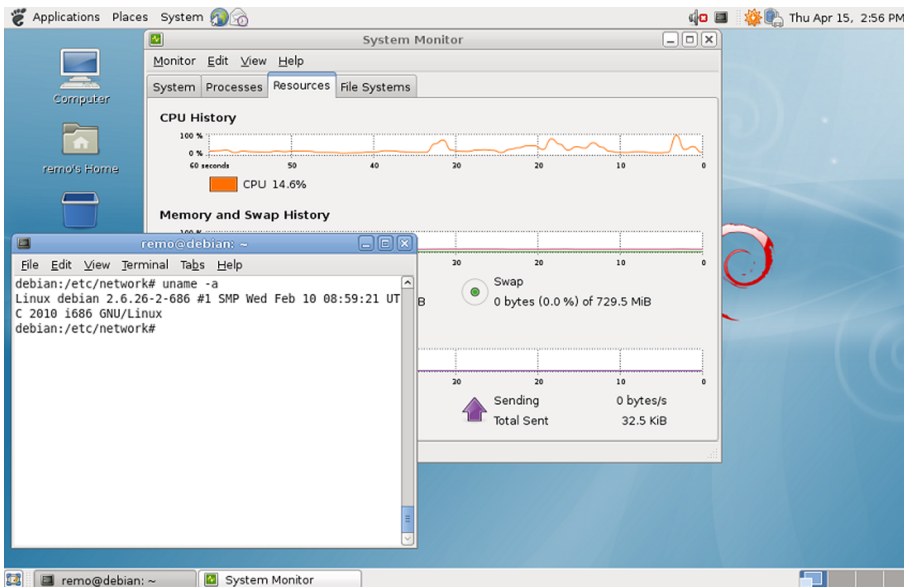 Applications Places System
Thu Apr 15, 2:56 PM
Computer
remo's Home
System Monitor
Monitor Edit View Help
System Processes Resources File Systems
CPU History
100 %
0 %
60 seconds 50 40 30 20 10 0
CPU 14.6%
Memory and Swap History
100 %
30 20 10 0
Swap
B
0 bytes (0.0 %) of 729.5 MiB
30 20 10 0
Sending 0 bytes/s
Total Sent 32.5 KiB
remo@debian: ~
File Edit View Terminal Tabs Help
debian:/etc/network# uname -a
Linux debian 2.6.26-2-686 #1 SMP Wed Feb 10 08:59:21 UT
C 2010 i686 GNU/Linux
debian:/etc/network#
remo@debian: ~ System Monitor